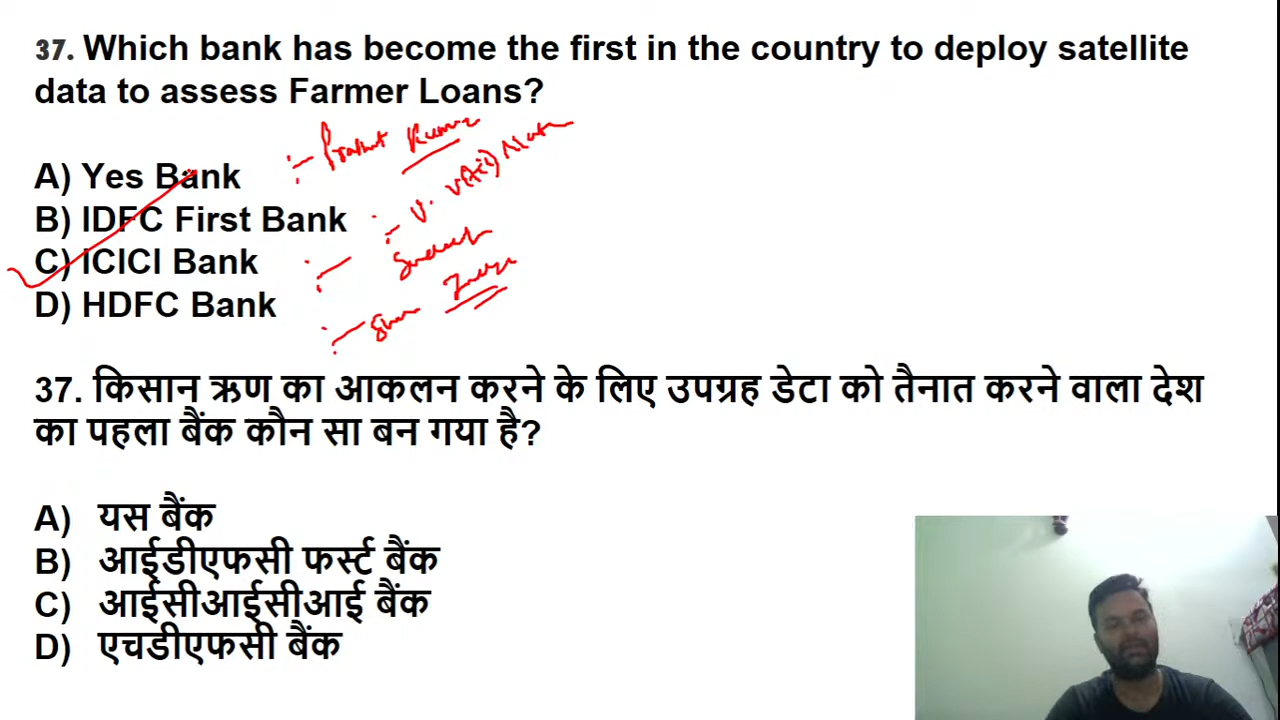 37. Which bank has become the first in the country to deploy satellite
data to assess Farmer Loans?
A) Yes Bank
B) IDFC First Bank
C) ICICI Bank
D) HDFC Bank
37. किसान ऋण का आकलन करने के लिए उपग्रह डेटा को तैनात करने वाला देश
का पहला बैंक कौन सा बन गया है?
A) यस बैंक
B) आईडीएफसी फर्स्ट बैंक
C) आईसीआईसीआई बैंक
D) एचडीएफसी बैंक